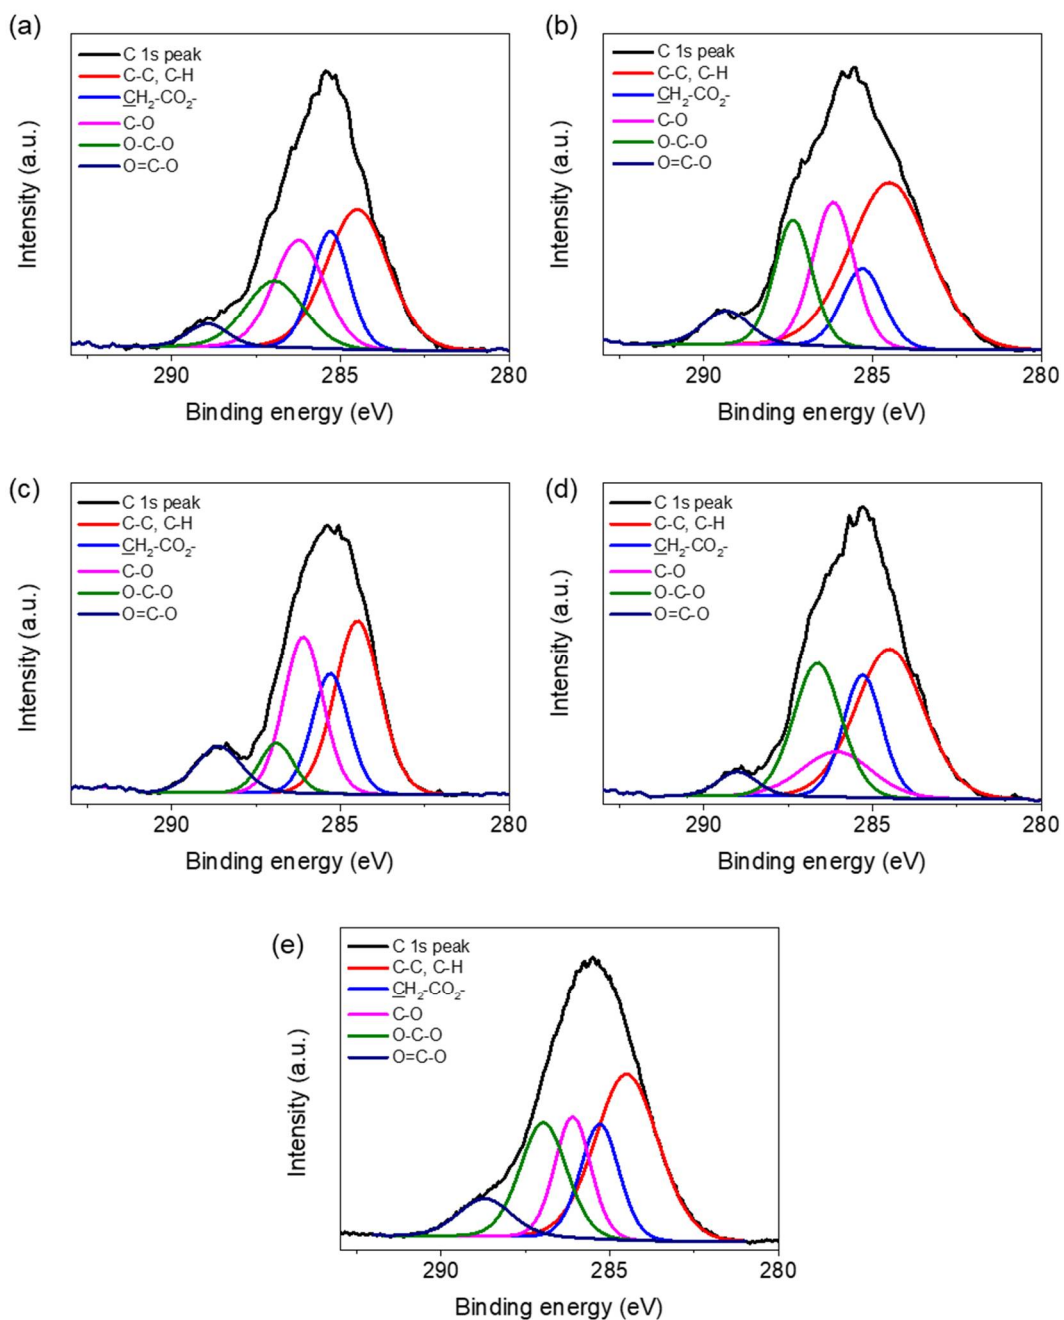 (a)
C 1s peak
C-C, C-H
CH₂-CO₂-
C-O
O-C-O
O=C-O
Intensity (a.u.)
290 285 280
Binding energy (eV)
(b)
C 1s peak
C-C, C-H
CH₂-CO₂-
C-O
O-C-O
O=C-O
Intensity (a.u.)
290 285 280
Binding energy (eV)
(c)
C 1s peak
C-C, C-H
CH₂-CO₂-
C-O
O-C-O
O=C-O
Intensity (a.u.)
290 285 280
Binding energy (eV)
(d)
C 1s peak
C-C, C-H
CH₂-CO₂-
C-O
O-C-O
O=C-O
Intensity (a.u.)
290 285 280
Binding energy (eV)
(e)
C 1s peak
C-C, C-H
CH₂-CO₂-
C-O
O-C-O
O=C-O
Intensity (a.u.)
290 285 280
Binding energy (eV)